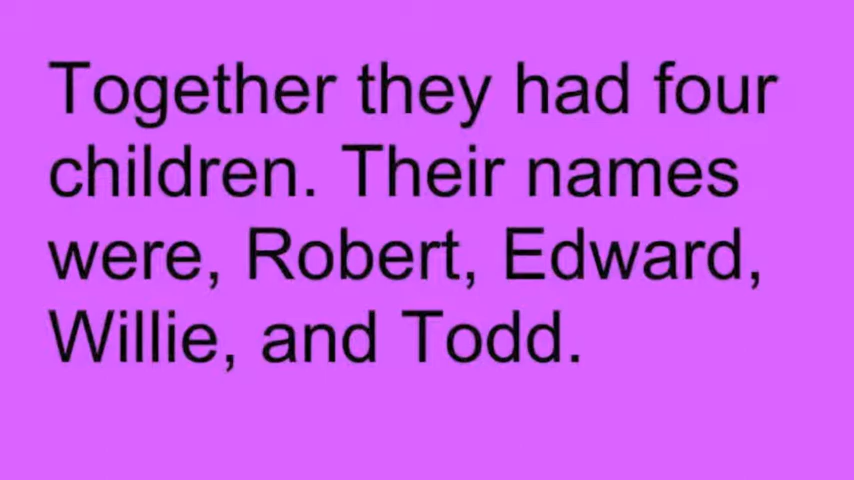 Together they had four
children. Their names
were, Robert, Edward,
Willie, and Todd.